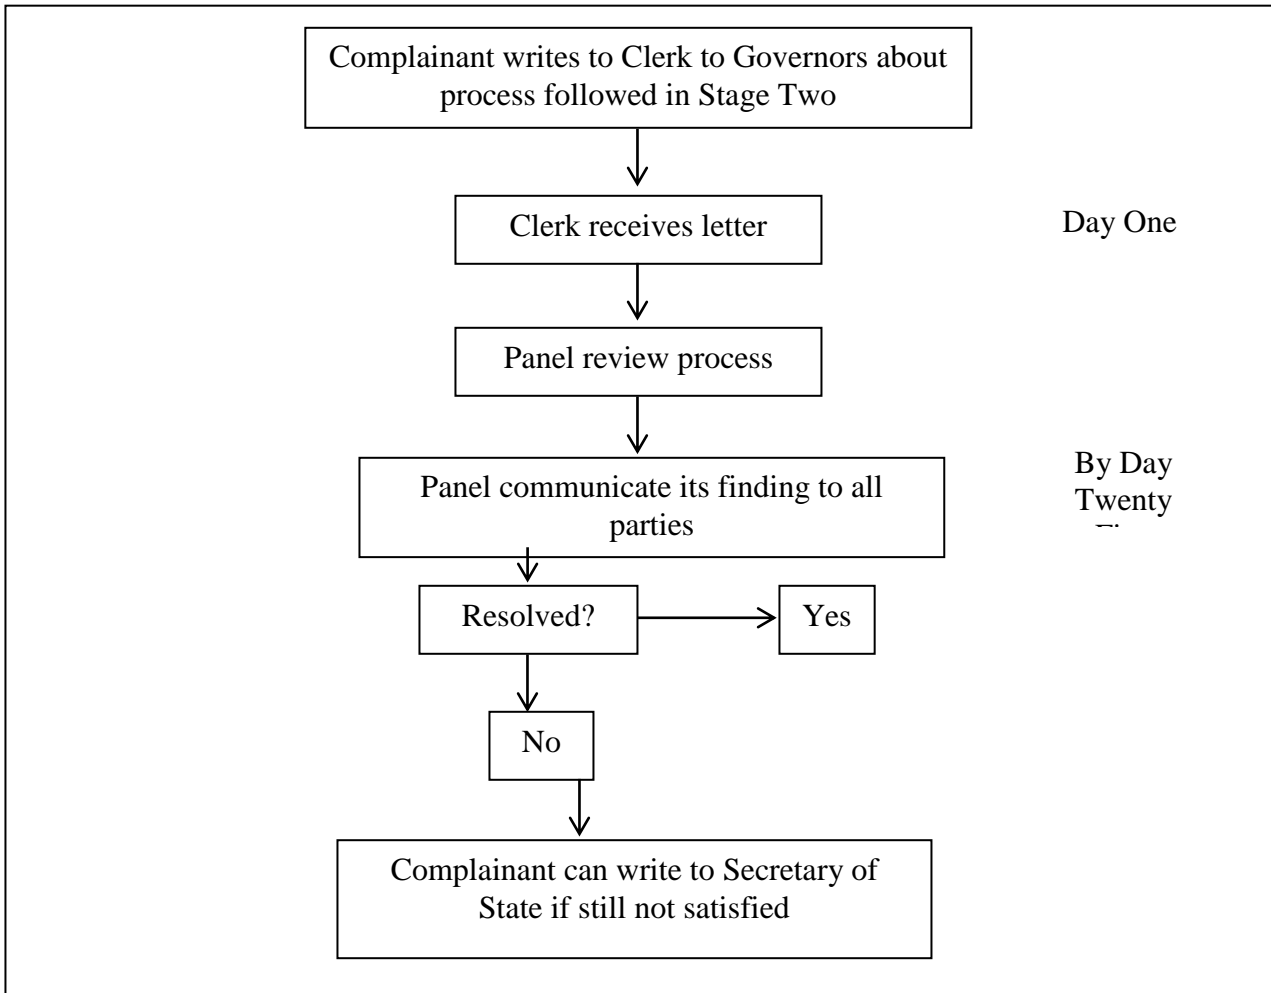 Complainant writes to Clerk to Governors about
process followed in Stage Two
Clerk receives letter
Day One
Panel review process
Panel communicate its finding to all
parties
By Day
Twenty
Resolved?
Yes
No
Complainant can write to Secretary of
State if still not satisfied